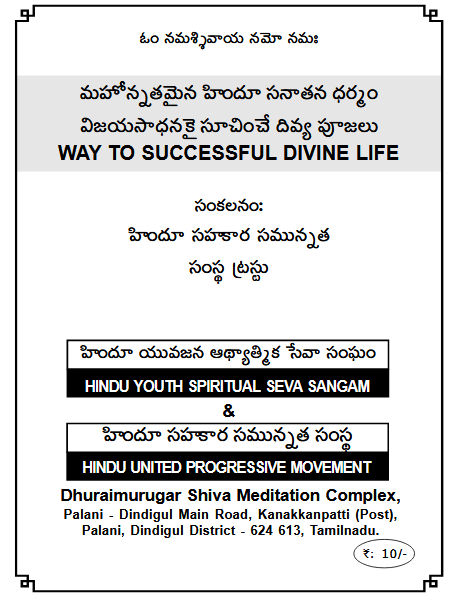 ఓం నమశ్శివాయ నమో నమః
మహోన్నతమైన హిందూ సనాతన ధర్మం
విజయసాధనకై సూచించే దివ్య పూజలు
WAY TO SUCCESSFUL DIVINE LIFE
సంకలనం:
హిందూ సహకార సమున్నత
సంస్థ ట్రస్టు
హిందూ యువజన ఆథ్యాత్మిక సేవా సంఘం
HINDU YOUTH SPIRITUAL SEVA SANGAM
&
హిందూ సహకార సమున్నత సంస్థ
HINDU UNITED PROGRESSIVE MOVEMENT
Dhuraimurugar Shiva Meditation Complex,
Palani - Dindigul Main Road, Kanakkanpatti (Post),
Palani, Dindigul District - 624 613, Tamilnadu.
₹: 10/-